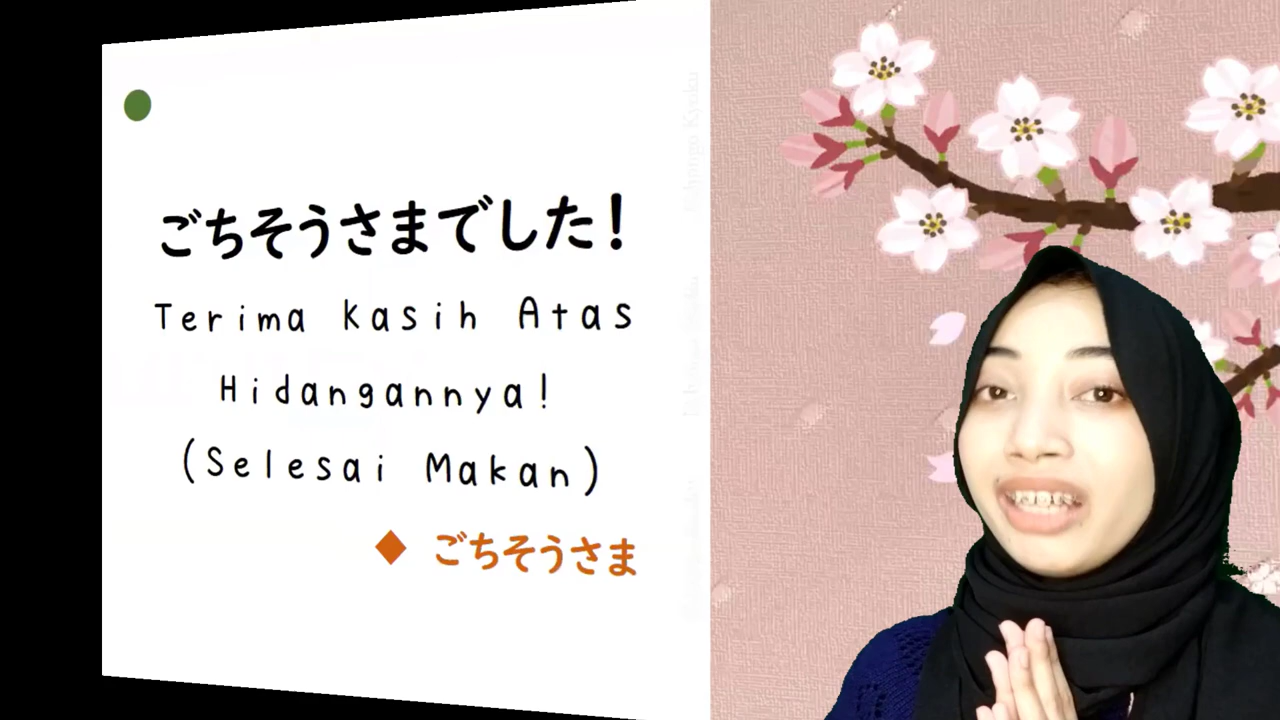 ごちそうさまでした!
Terima kasih Atas
Hidangannya!
(Selesai Makan)
ごちそうさま